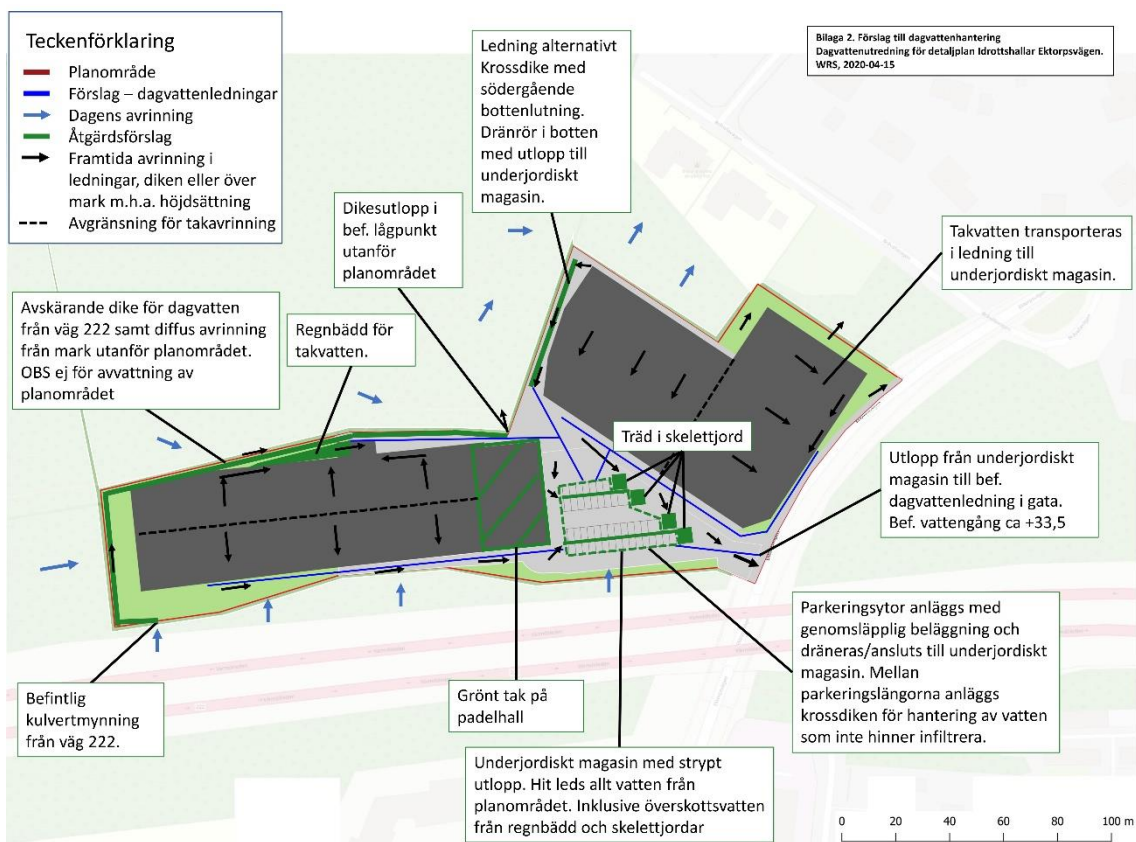 Teckenförklaring
Planområde
Förslag – dagvattenledningar
Dagens avrinning
Åtgärdsförslag
Framtida avrinning i
ledningar, diken eller över
mark m.h.a. höjdsättning
Avgränsning för takavrinning
Ledning alternativt
Krossdike med
södergående
bottenlutning.
Dränrör i botten
med utlopp till
underjordiskt
magasin.
Bilaga 2. Förslag till dagvattenhantering
Dagvattenutredning för detaljplan Idrottshallar Ektorpsvägen.
WRS, 2020-04-15
Dikesutlopp i
bef. lågpunkt
utanför
planområdet
Takvatten transporteras
i ledning till
underjordiskt magasin.
Avskärande dike för dagvatten
från väg 222 samt diffus avrinning
från mark utanför planområdet.
OBS ej för avvattning av
planområdet
Regnbädd för
takvatten.
Träd i skelettjord
Utlopp från underjordiskt
magasin till bef.
dagvattenledning i gata.
Bef. vattengång ca +33,5
Parkeringsytor anläggs med
genomsläpplig beläggning och
dräneras/ansluts till underjordiskt
magasin. Mellan
parkeringslängorna anläggs
krossdiken för hantering av vatten
som inte hinner infiltrera.
Befintlig
kulvertmynning
från väg 222.
Grönt tak på
padelhall
Underjordiskt magasin med strypt
utlopp. Hit leds allt vatten från
planområdet. Inklusive överskottsvatten
från regnbädd och skelettjordar
0 20 40 60 80 100 m